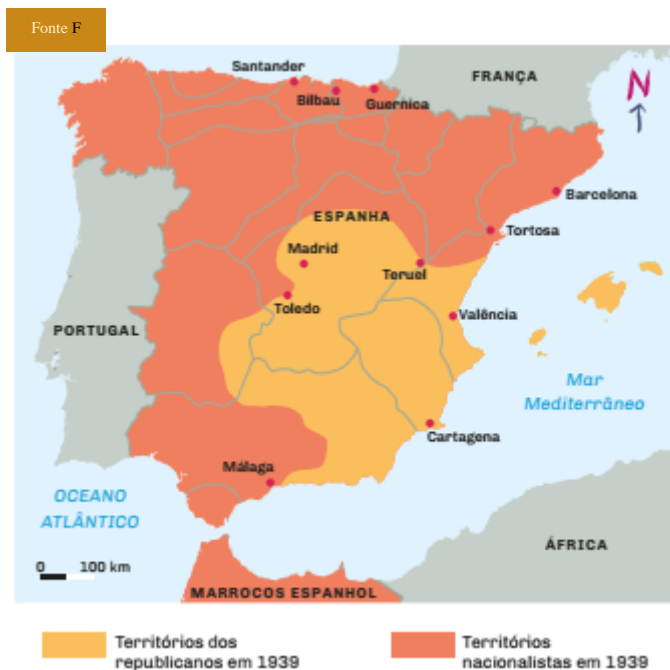 Fonte F
Santander
FRANÇA
N
Bilbau
Guernica
Barcelona
ESPANHA
Tortosa
Madrid
Teruel
Toledo
Valência
PORTUGAL
Mar
Mediterrâneo
Cartagena
Málaga
OCEANO
ATLÂNTICO
ÁFRICA
0 100 km
MARROCOS ESPANHOL
Territórios dos
republicanos em 1939
Territórios
nacionalistas em 1939